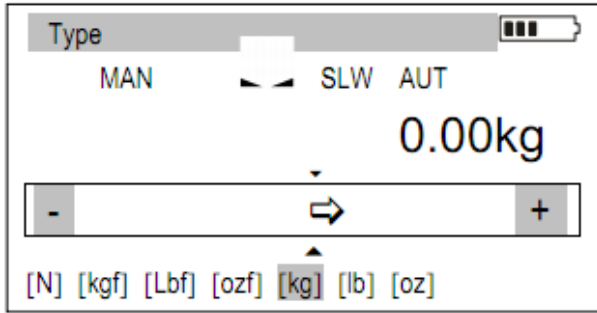 Type
MAN SLW AUT
0.00kg
- +
[N] [kgf] [Lbf] [ozf] [kg] [lb] [oz]